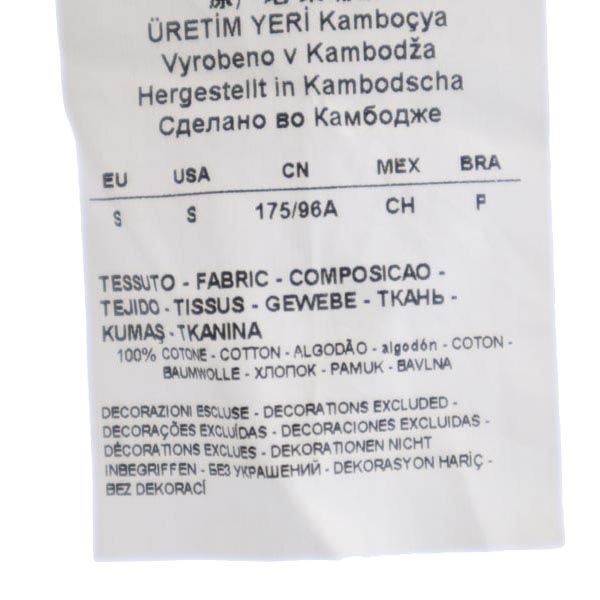 ÜRETİM YERİ Kamboçya
Vyrobeno v Kambodža
Hergestellt in Kambodscha
Сделано во Камбодже
EU USA CN MEX BRA
S S 175/96A CH P
TESSUTO - FABRIC - COMPOSICAO -
TEJIDO - TISSUS - GEWEBE - ТКАНЬ -
KUMAŞ - TKANINA
100% COTONE - COTTON - ALGODÃO - algodón - COTON -
BAUMWOLLE - ХЛОПОК - PAMUK - BAVLNA
DECORAZIONI ESCLUSE - DECORATIONS EXCLUDED -
DECORAÇÕES EXCLUÍDAS - DECORACIONES EXCLUIDAS -
DÉCORATIONS EXCLUES - DEKORATIONEN NICHT
INBEGRIFFEN - БЕЗ УКРАШЕНИЙ - DEKORASYON HARİÇ -
BEZ DEKORACÍ